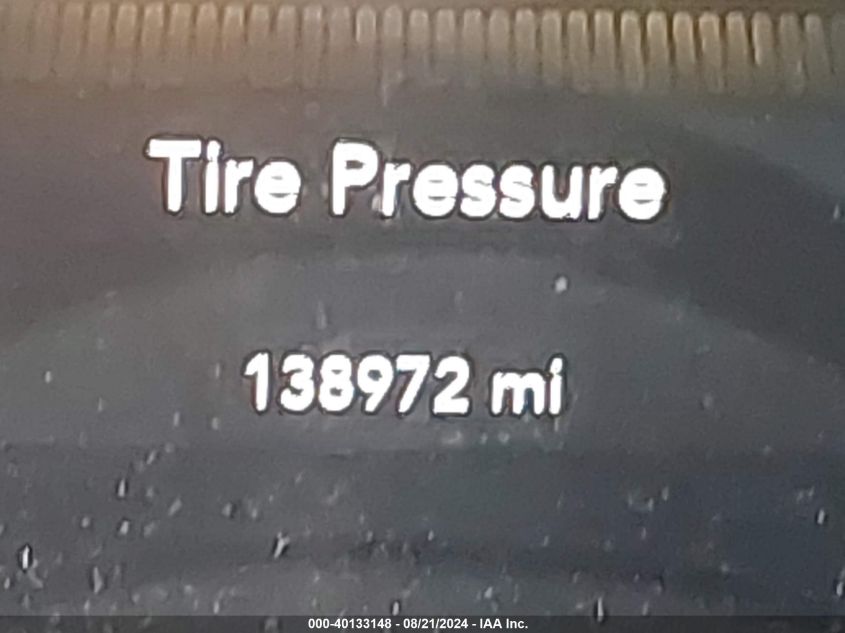 Tire Pressure
138972 mi
000-40133148 - 08/21/2024 - IAA Inc.